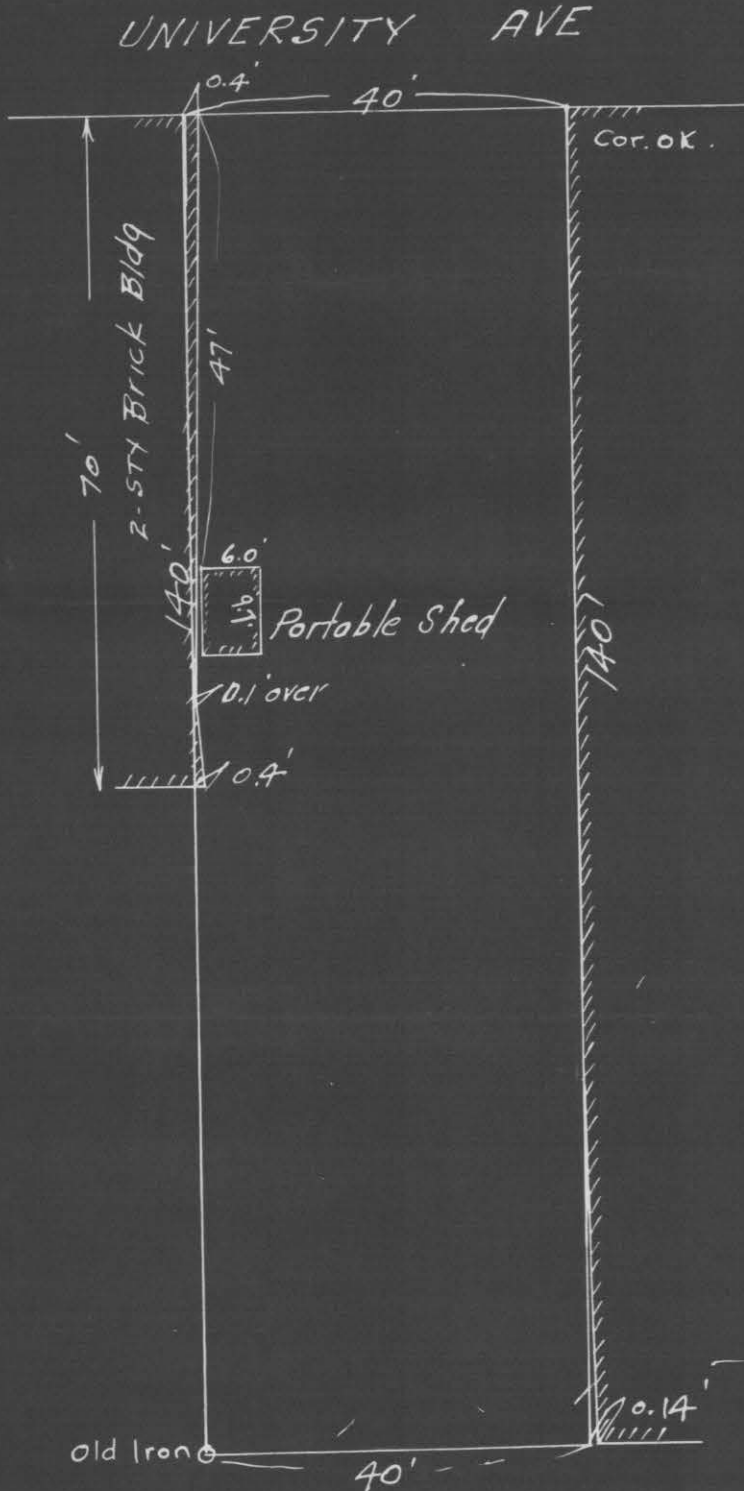 UNIVERSITY AVE
0.4'
40'
Cor. OK.
2-STY Brick Bldg
70'
47'
140'
6.0'
9.1'
Portable Shed
140'
0.1' over
0.4'
0.14'
Old Iron
40'